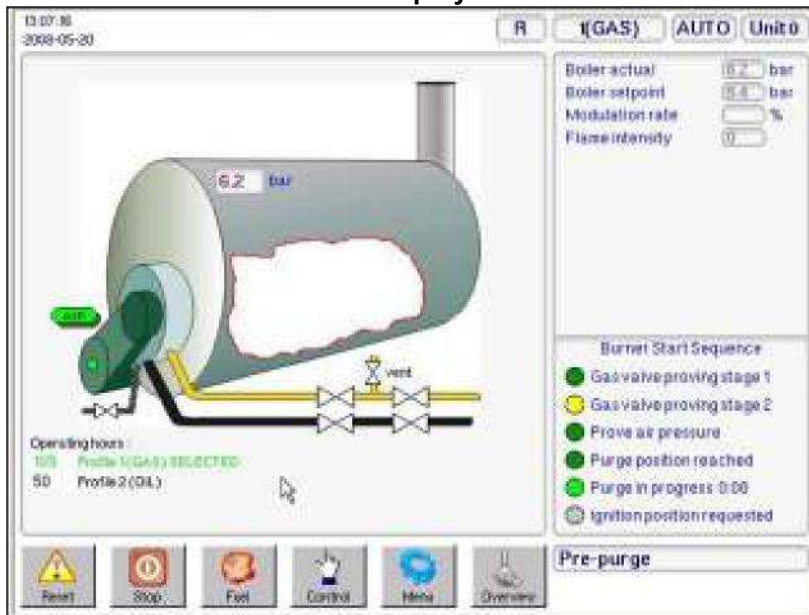 13:07:16
2008-05-20
R
1(GAS)
AUTO
Unit 0
Boiler actual 6.2 bar
Boiler setpoint bar
Modulation rate %
Flame intensity 0
6.2 bar
vent
Operating hours :
Profile 1(GAS) SELECTED
50 Profile 2 (OIL)
Burner Start Sequence
Gas valve proving stage 1
Gas valve proving stage 2
Prove air pressure
Purge position reached
Purge in progress 0:08
Ignition position requested
Pre-purge
Reset
Stop
Fuel
Control
Menu
Overview